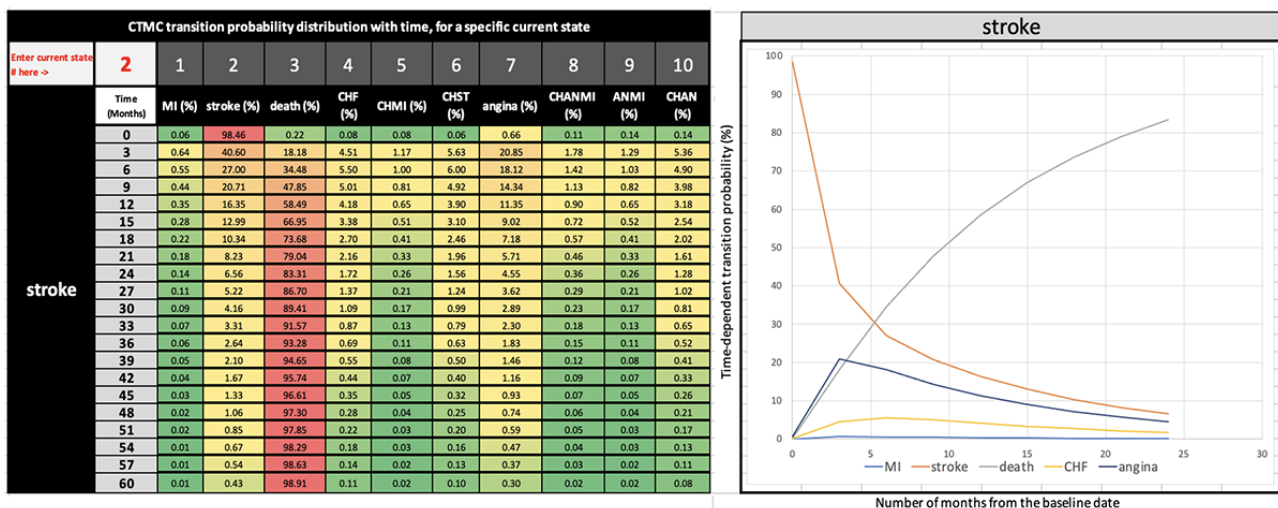 CTMC transition probability distribution with time, for a specific current state
Enter current state # here -> 2 1 2 3 4 5 6 7 8 9 10
Time (Months) MI (%) stroke (%) death (%) CHF (%) CHMI (%) CHST (%) angina (%) CHANMI (%) ANMI (%) CHAN (%)
stroke
0 0.06 98.46 0.22 0.08 0.08 0.06 0.66 0.11 0.14 0.14
3 0.64 40.60 18.18 4.51 1.17 5.63 20.85 1.78 1.29 5.36
6 0.55 27.00 34.48 5.50 1.00 6.00 18.12 1.42 1.03 4.90
9 0.44 20.71 47.85 5.01 0.81 4.92 14.34 1.13 0.82 3.98
12 0.35 16.35 58.49 4.18 0.65 3.90 11.35 0.90 0.65 3.18
15 0.28 12.99 66.95 3.38 0.51 3.10 9.02 0.72 0.52 2.54
18 0.22 10.34 73.68 2.70 0.41 2.46 7.18 0.57 0.41 2.02
21 0.18 8.23 79.04 2.16 0.33 1.96 5.71 0.46 0.33 1.61
24 0.14 6.56 83.31 1.72 0.26 1.56 4.55 0.36 0.26 1.28
27 0.11 5.22 86.70 1.37 0.21 1.24 3.62 0.29 0.21 1.02
30 0.09 4.16 89.41 1.09 0.17 0.99 2.89 0.23 0.17 0.81
33 0.07 3.31 91.57 0.87 0.13 0.79 2.30 0.18 0.13 0.65
36 0.06 2.64 93.28 0.69 0.11 0.63 1.83 0.15 0.11 0.52
39 0.05 2.10 94.65 0.55 0.08 0.50 1.46 0.12 0.08 0.41
42 0.04 1.67 95.74 0.44 0.07 0.40 1.16 0.09 0.07 0.33
45 0.03 1.33 96.61 0.35 0.05 0.32 0.93 0.07 0.05 0.26
48 0.02 1.06 97.30 0.28 0.04 0.25 0.74 0.06 0.04 0.21
51 0.02 0.85 97.85 0.22 0.03 0.20 0.59 0.05 0.03 0.17
54 0.01 0.67 98.29 0.18 0.03 0.16 0.47 0.04 0.03 0.13
57 0.01 0.54 98.63 0.14 0.02 0.13 0.37 0.03 0.02 0.11
60 0.01 0.43 98.91 0.11 0.02 0.10 0.30 0.02 0.02 0.08
stroke
Time-dependent transition probability (%)
100
90
80
70
60
50
40
30
20
10
0
0 5 10 15 20 25 30
MI stroke death CHF angina
Number of months from the baseline date